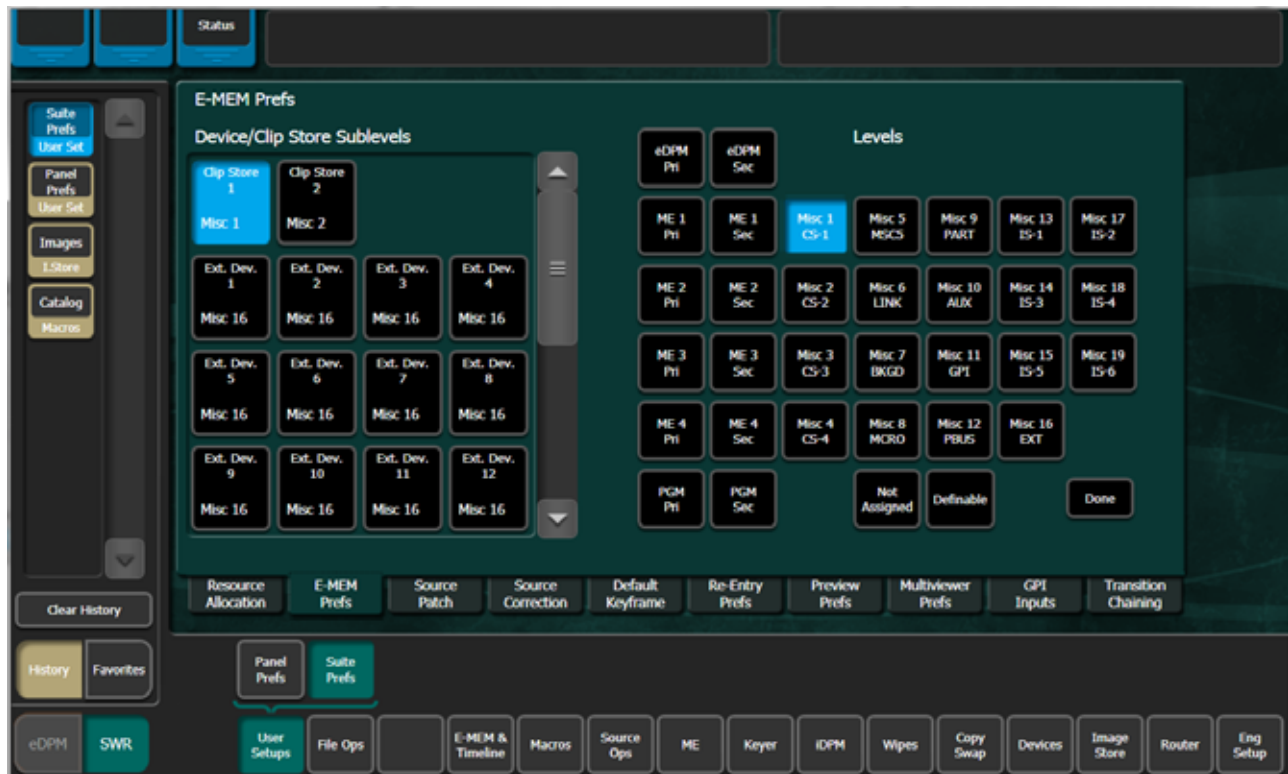 Status
Suite
Prefs
User Set
Panel
Prefs
User Set
Images
I.Store
Catalog
Macros
Clear History
History
Favorites
eDPM
SWR
E-MEM Prefs
Device/Clip Store Sublevels
Clip Store
1
Misc 1
Clip Store
2
Misc 2
Ext. Dev.
1
Misc 16
Ext. Dev.
2
Misc 16
Ext. Dev.
3
Misc 16
Ext. Dev.
4
Misc 16
Ext. Dev.
5
Misc 16
Ext. Dev.
6
Misc 16
Ext. Dev.
7
Misc 16
Ext. Dev.
8
Misc 16
Ext. Dev.
9
Misc 16
Ext. Dev.
10
Misc 16
Ext. Dev.
11
Misc 16
Ext. Dev.
12
Misc 16
Levels
eDPM
Pri
eDPM
Sec
ME 1
Pri
ME 1
Sec
Misc 1
CS-1
Misc 5
MSC5
Misc 9
PART
Misc 13
IS-1
Misc 17
IS-2
ME 2
Pri
ME 2
Sec
Misc 2
CS-2
Misc 6
LINK
Misc 10
AUX
Misc 14
IS-3
Misc 18
IS-4
ME 3
Pri
ME 3
Sec
Misc 3
CS-3
Misc 7
BKGD
Misc 11
GPI
Misc 15
IS-5
Misc 19
IS-6
ME 4
Pri
ME 4
Sec
Misc 4
CS-4
Misc 8
MCRO
Misc 12
PBUS
Misc 16
EXT
PGM
Pri
PGM
Sec
Not
Assigned
Definable
Done
Resource
Allocation
E-MEM
Prefs
Source
Patch
Source
Correction
Default
Keyframe
Re-Entry
Prefs
Preview
Prefs
Multiviewer
Prefs
GPI
Inputs
Transition
Chaining
Panel
Prefs
Suite
Prefs
User
Setups
File Ops
E-MEM &
Timeline
Macros
Source
Ops
ME
Keyer
iDPM
Wipes
Copy
Swap
Devices
Image
Store
Router
Eng
Setup